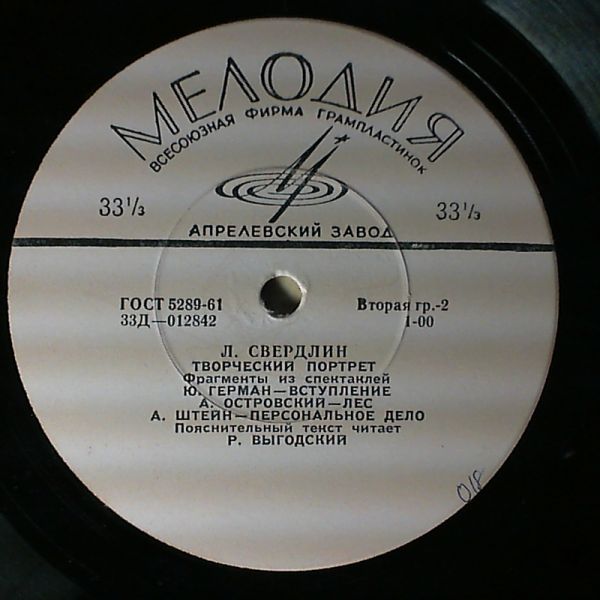 МЕЛОДИЯ
ВСЕСОЮЗНАЯ ФИРМА ГРАМПЛАСТИНОК
33⅓ 33⅓
АПРЕЛЕВСКИЙ ЗАВОД
ГОСТ 5289-61 Вторая гр.-2
33Д—012842 1-00
Л. СВЕРДЛИН
ТВОРЧЕСКИЙ ПОРТРЕТ
Фрагменты из спектаклей
Ю. ГЕРМАН—ВСТУПЛЕНИЕ
А. ОСТРОВСКИЙ—ЛЕС
А. ШТЕЙН—ПЕРСОНАЛЬНОЕ ДЕЛО
Пояснительный текст читает
Р. ВЫГОДСКИЙ